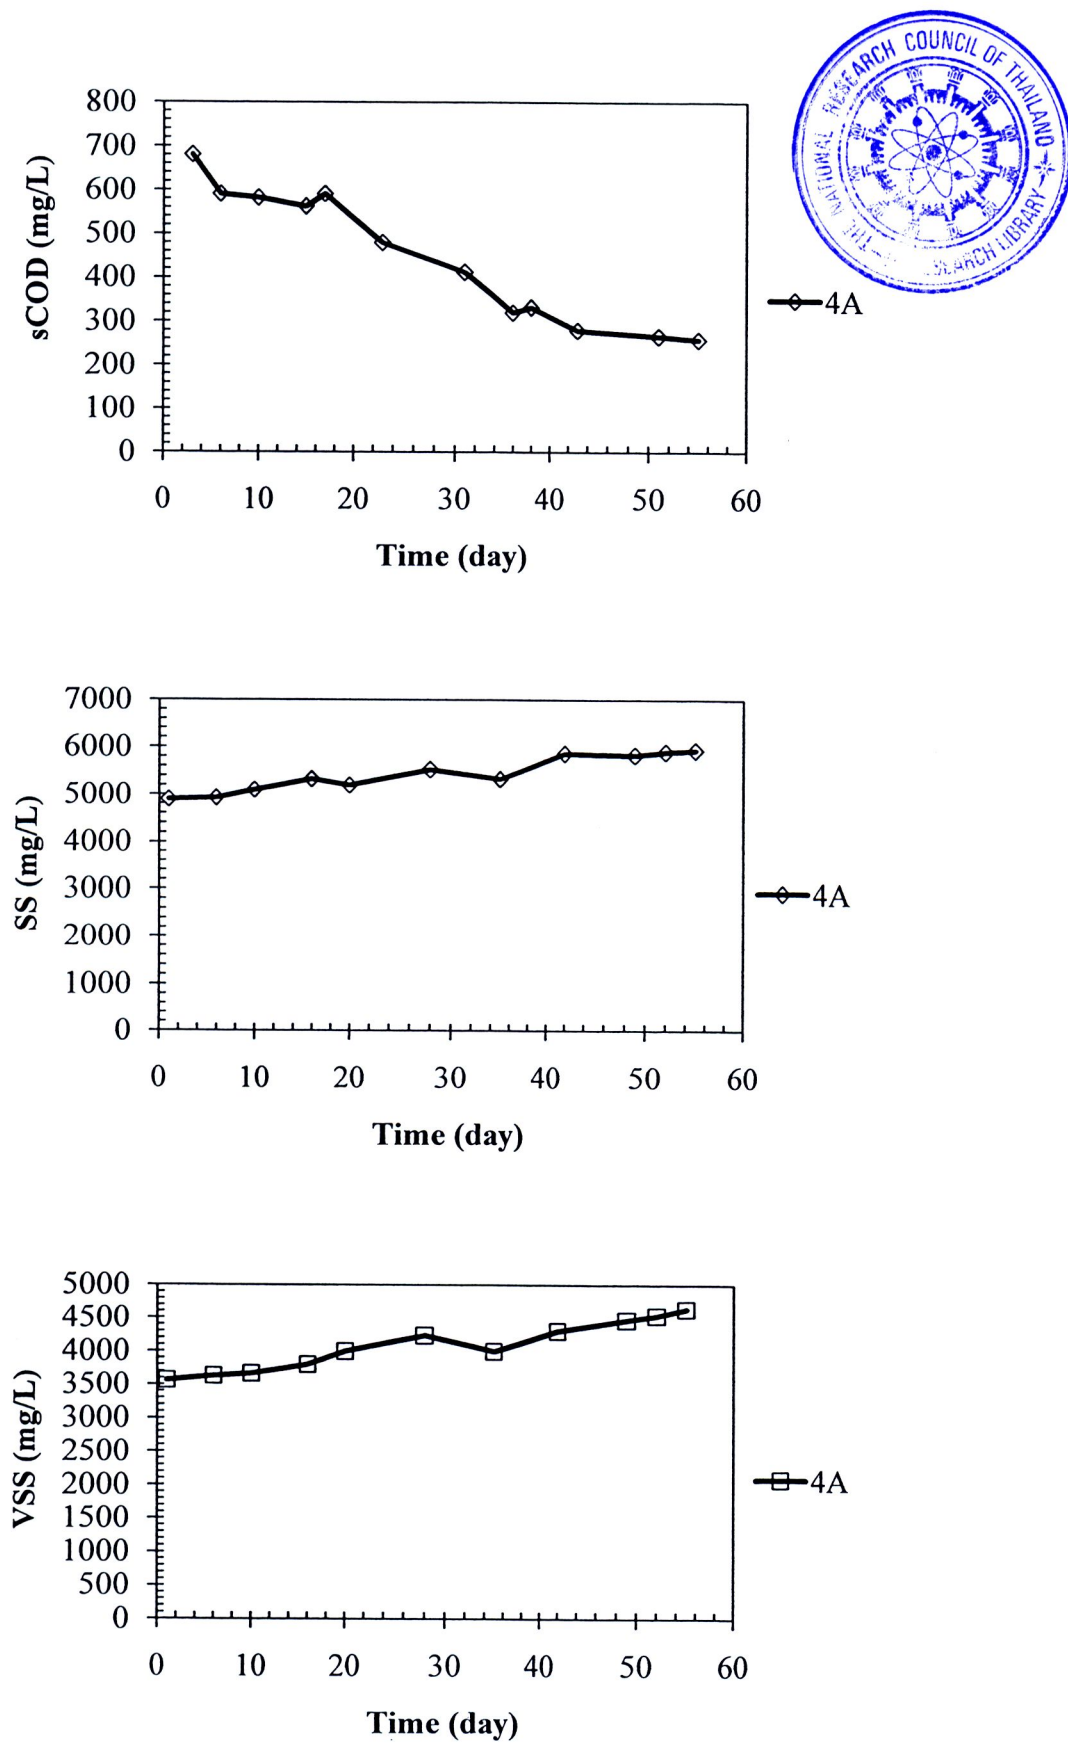 THE NATIONAL RESEARCH COUNCIL OF THAILAND
RESEARCH LIBRARY
800
700
600
500
400
300
200
100
0
sCOD (mg/L)
4A
0 10 20 30 40 50 60
Time (day)
7000
6000
5000
4000
3000
2000
1000
0
SS (mg/L)
4A
0 10 20 30 40 50 60
Time (day)
5000
4500
4000
3500
3000
2500
2000
1500
1000
500
0
VSS (mg/L)
4A
0 10 20 30 40 50 60
Time (day)